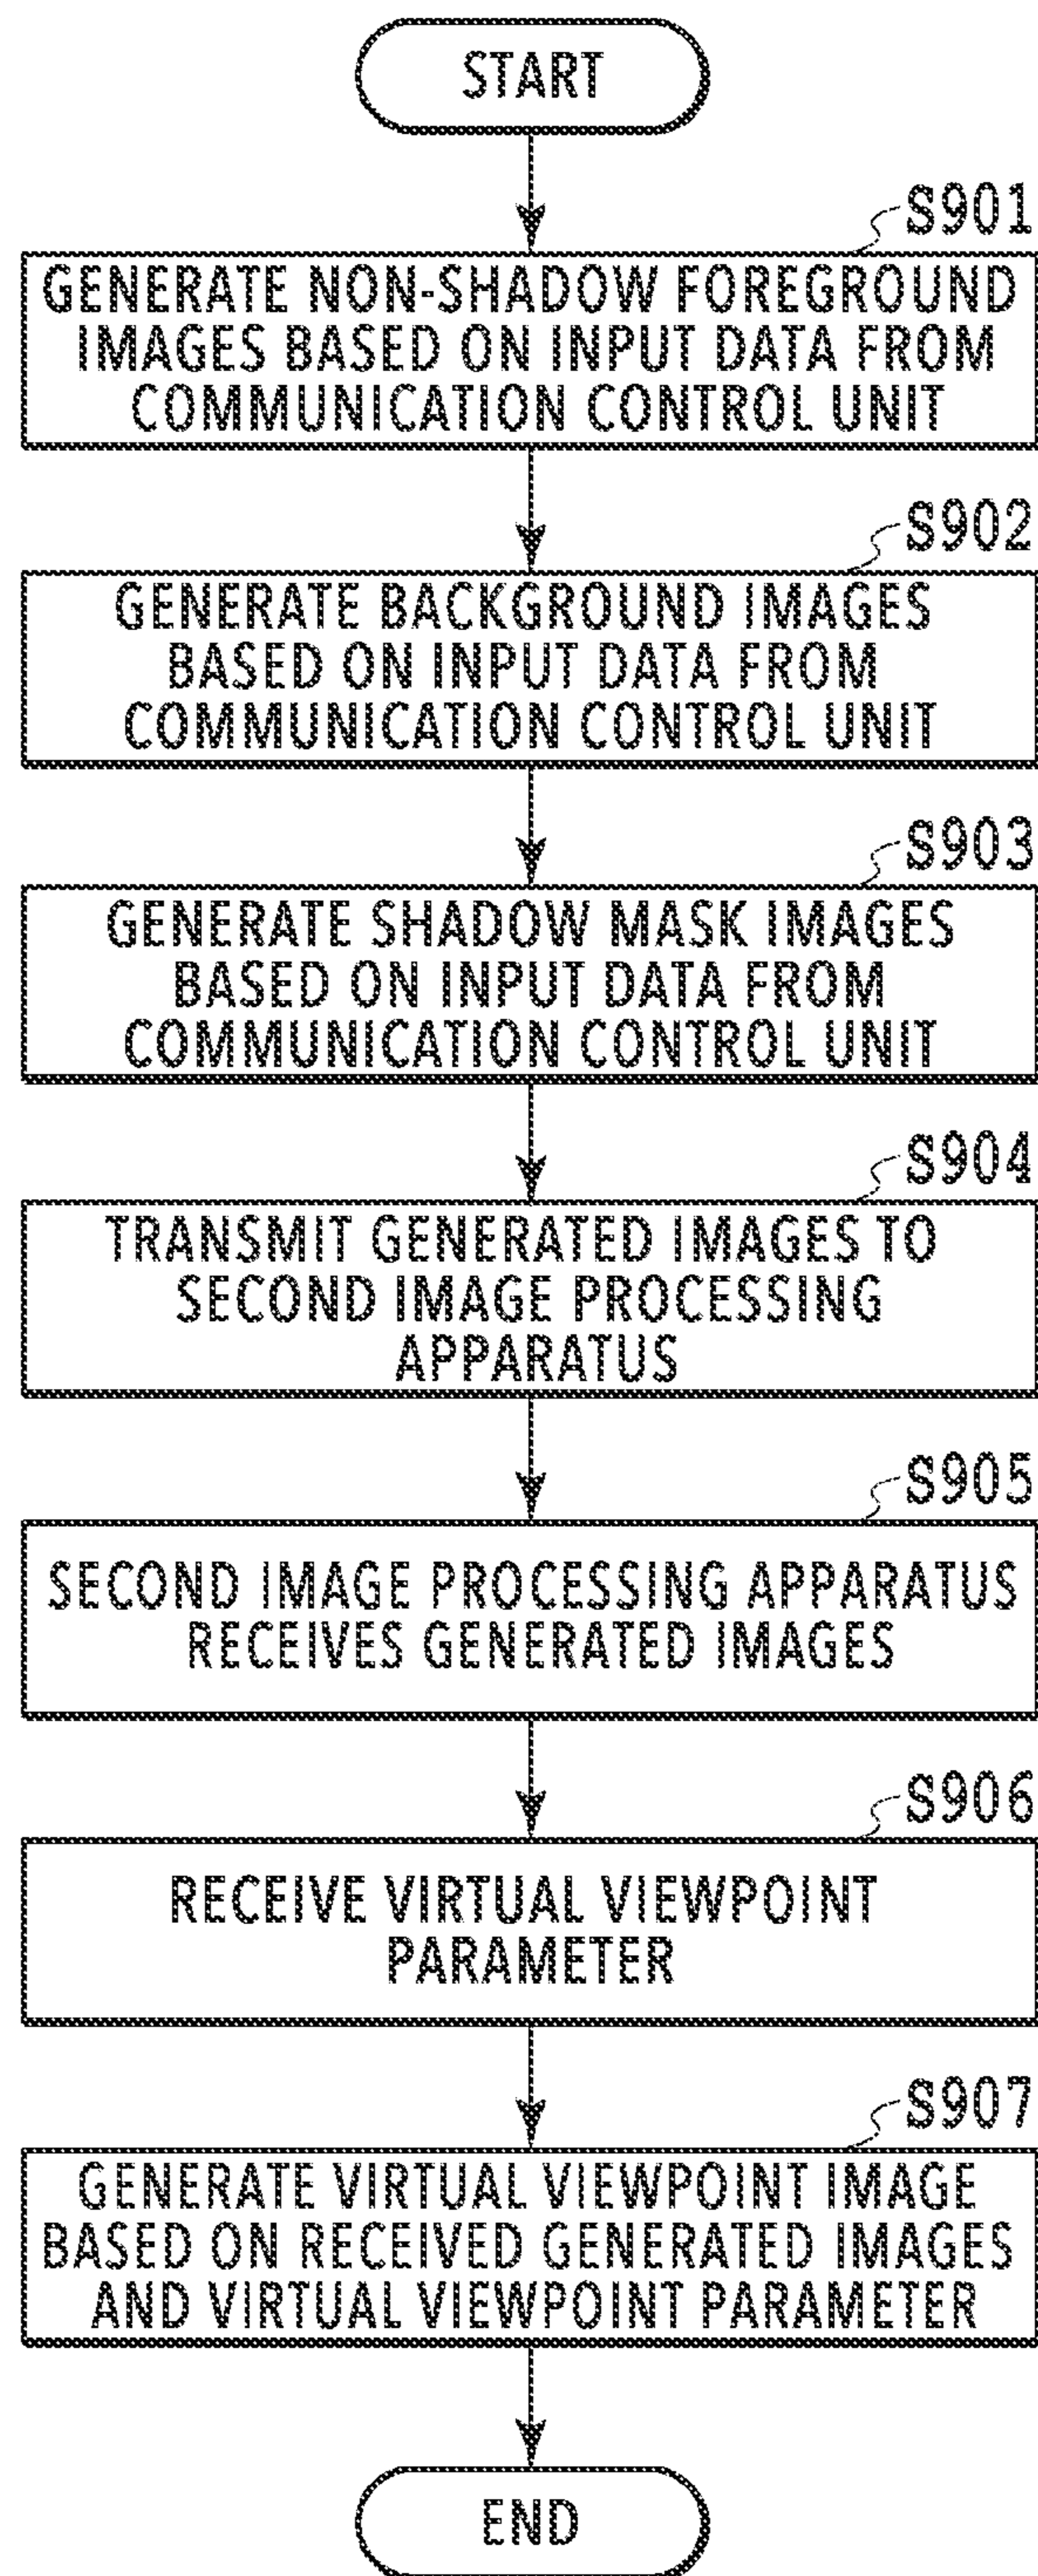 START
S901
GENERATE NON-SHADOW FOREGROUND
IMAGES BASED ON INPUT DATA FROM
COMMUNICATION CONTROL UNIT
S902
GENERATE BACKGROUND IMAGES
BASED ON INPUT DATA FROM
COMMUNICATION CONTROL UNIT
S903
GENERATE SHADOW MASK IMAGES
BASED ON INPUT DATA FROM
COMMUNICATION CONTROL UNIT
S904
TRANSMIT GENERATED IMAGES TO
SECOND IMAGE PROCESSING
APPARATUS
S905
SECOND IMAGE PROCESSING APPARATUS
RECEIVES GENERATED IMAGES
S906
RECEIVE VIRTUAL VIEWPOINT
PARAMETER
S907
GENERATE VIRTUAL VIEWPOINT IMAGE
BASED ON RECEIVED GENERATED IMAGES
AND VIRTUAL VIEWPOINT PARAMETER
END